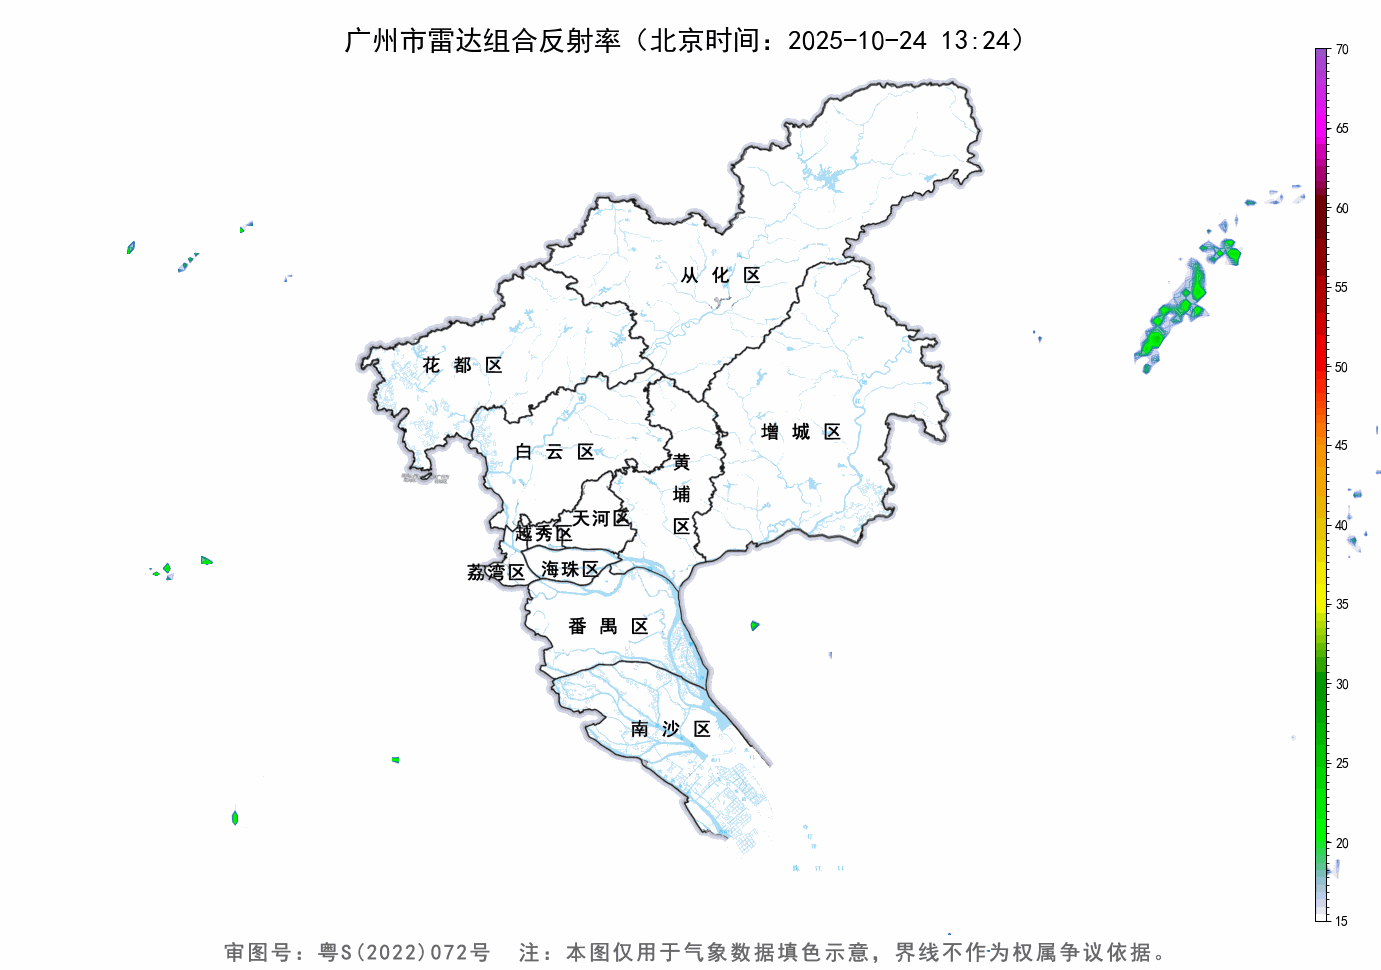 广州市雷达组合反射率（北京时间：2025-10-24 13:24）
70
65
60
55
50
45
40
35
30
25
20
15
从化区
花都区
增城区
白云区
黄埔区
天河区
越秀区
海珠区
荔湾区
番禺区
南沙区
审图号：粤S(2022)072号 注：本图仅用于气象数据填色示意，界线不作为权属争议依据。